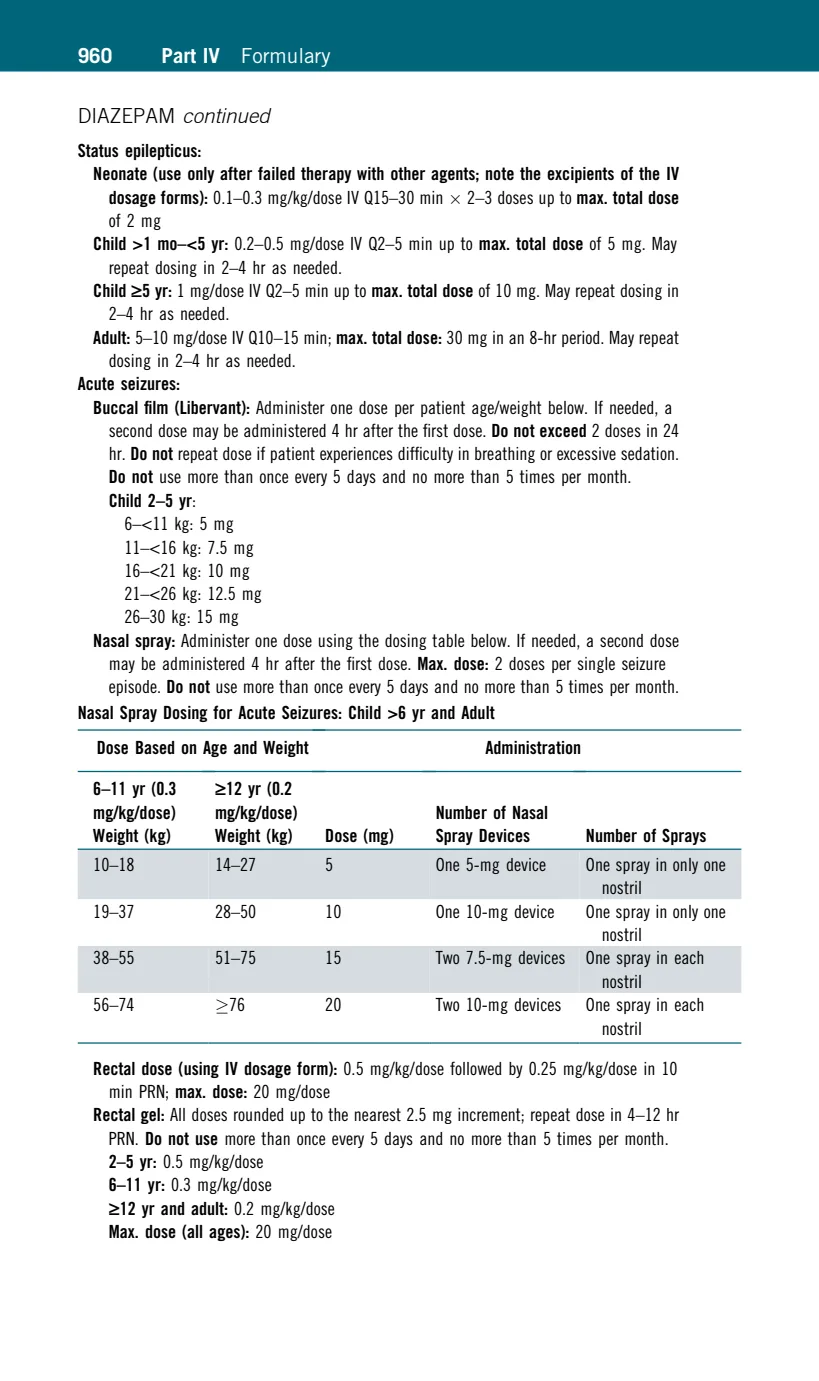 960 Part IV Formulary
DIAZEPAM continued
Status epilepticus:
Neonate (use only after failed therapy with other agents; note the excipients of the IV
dosage forms): 0.1–0.3 mg/kg/dose IV Q15–30 min × 2–3 doses up to max. total dose
of 2 mg
Child >1 mo–<5 yr: 0.2–0.5 mg/dose IV Q2–5 min up to max. total dose of 5 mg. May
repeat dosing in 2–4 hr as needed.
Child ≥5 yr: 1 mg/dose IV Q2–5 min up to max. total dose of 10 mg. May repeat dosing in
2–4 hr as needed.
Adult: 5–10 mg/dose IV Q10–15 min; max. total dose: 30 mg in an 8-hr period. May repeat
dosing in 2–4 hr as needed.
Acute seizures:
Buccal film (Libervant): Administer one dose per patient age/weight below. If needed, a
second dose may be administered 4 hr after the first dose. Do not exceed 2 doses in 24
hr. Do not repeat dose if patient experiences difficulty in breathing or excessive sedation.
Do not use more than once every 5 days and no more than 5 times per month.
Child 2–5 yr:
6–<11 kg: 5 mg
11–<16 kg: 7.5 mg
16–<21 kg: 10 mg
21–<26 kg: 12.5 mg
26–30 kg: 15 mg
Nasal spray: Administer one dose using the dosing table below. If needed, a second dose
may be administered 4 hr after the first dose. Max. dose: 2 doses per single seizure
episode. Do not use more than once every 5 days and no more than 5 times per month.
Nasal Spray Dosing for Acute Seizures: Child >6 yr and Adult
Dose Based on Age and Weight Administration
6–11 yr (0.3 ≥12 yr (0.2
mg/kg/dose) mg/kg/dose) Number of Nasal
Weight (kg) Weight (kg) Dose (mg) Spray Devices Number of Sprays
10–18 14–27 5 One 5-mg device One spray in only one
nostril
19–37 28–50 10 One 10-mg device One spray in only one
nostril
38–55 51–75 15 Two 7.5-mg devices One spray in each
nostril
56–74 ≥76 20 Two 10-mg devices One spray in each
nostril
Rectal dose (using IV dosage form): 0.5 mg/kg/dose followed by 0.25 mg/kg/dose in 10
min PRN; max. dose: 20 mg/dose
Rectal gel: All doses rounded up to the nearest 2.5 mg increment; repeat dose in 4–12 hr
PRN. Do not use more than once every 5 days and no more than 5 times per month.
2–5 yr: 0.5 mg/kg/dose
6–11 yr: 0.3 mg/kg/dose
≥12 yr and adult: 0.2 mg/kg/dose
Max. dose (all ages): 20 mg/dose